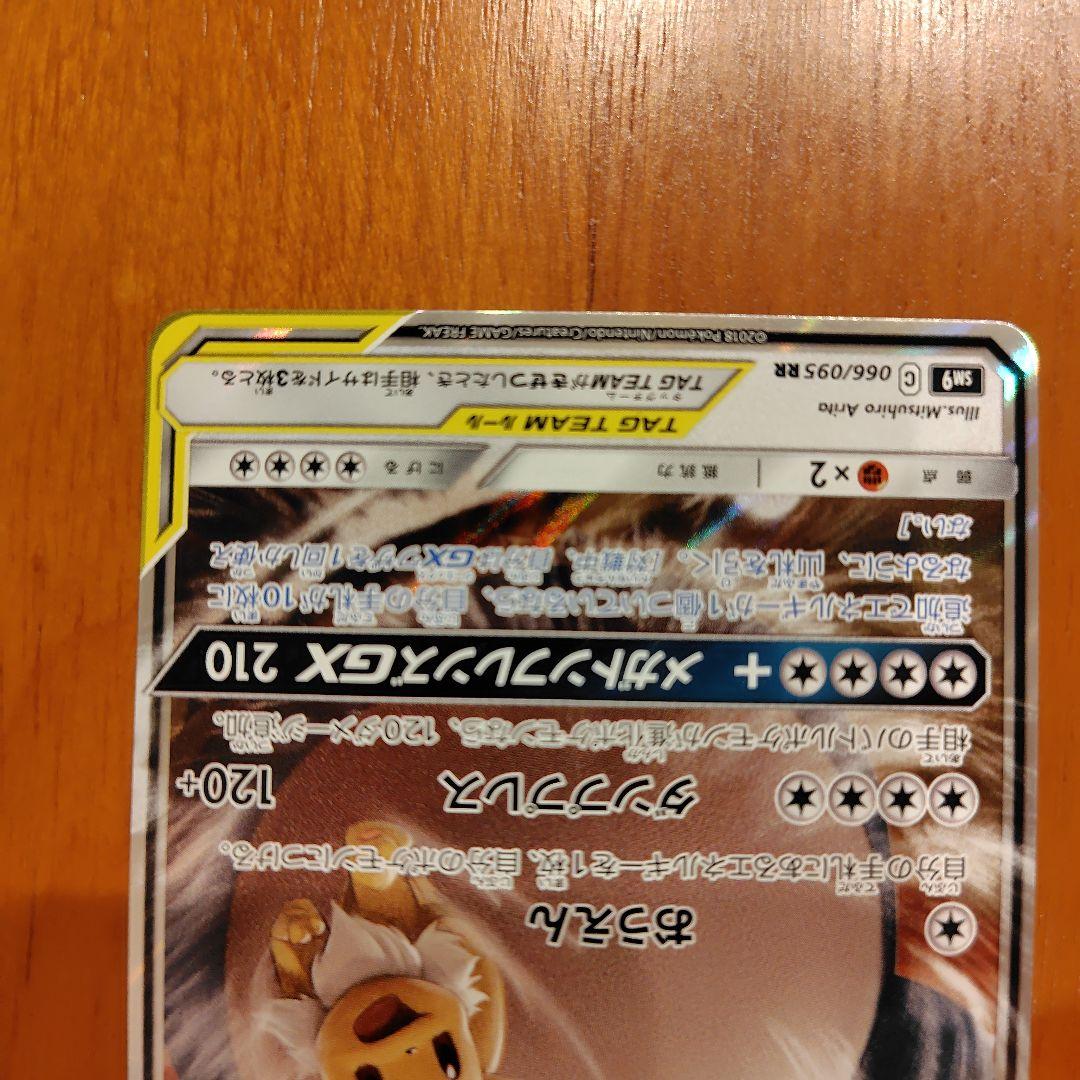 おうえん
自分の手札にあるエネルギーを1枚、自分のポケモンにつける。
ダンププレス 120+
相手のバトルポケモンが進化ポケモンなら、120ダメージ追加。
+ メガトンフレンズGX 210
追加でエネルギーが1個ついているなら、自分の手札が10枚に
なるように、山札を引く。[対戦中、自分はGXワザを1回しか使え
ない。]
弱点 ×2 抵抗力 にげる
Illus.Mitsuhiro Arita
TAG TEAM ルール
SM9 C 066/095 RR
TAG TEAMがきぜつしたとき、相手はサイドを3枚とる。
©2018 Pokémon/Nintendo/Creatures/GAME FREAK.